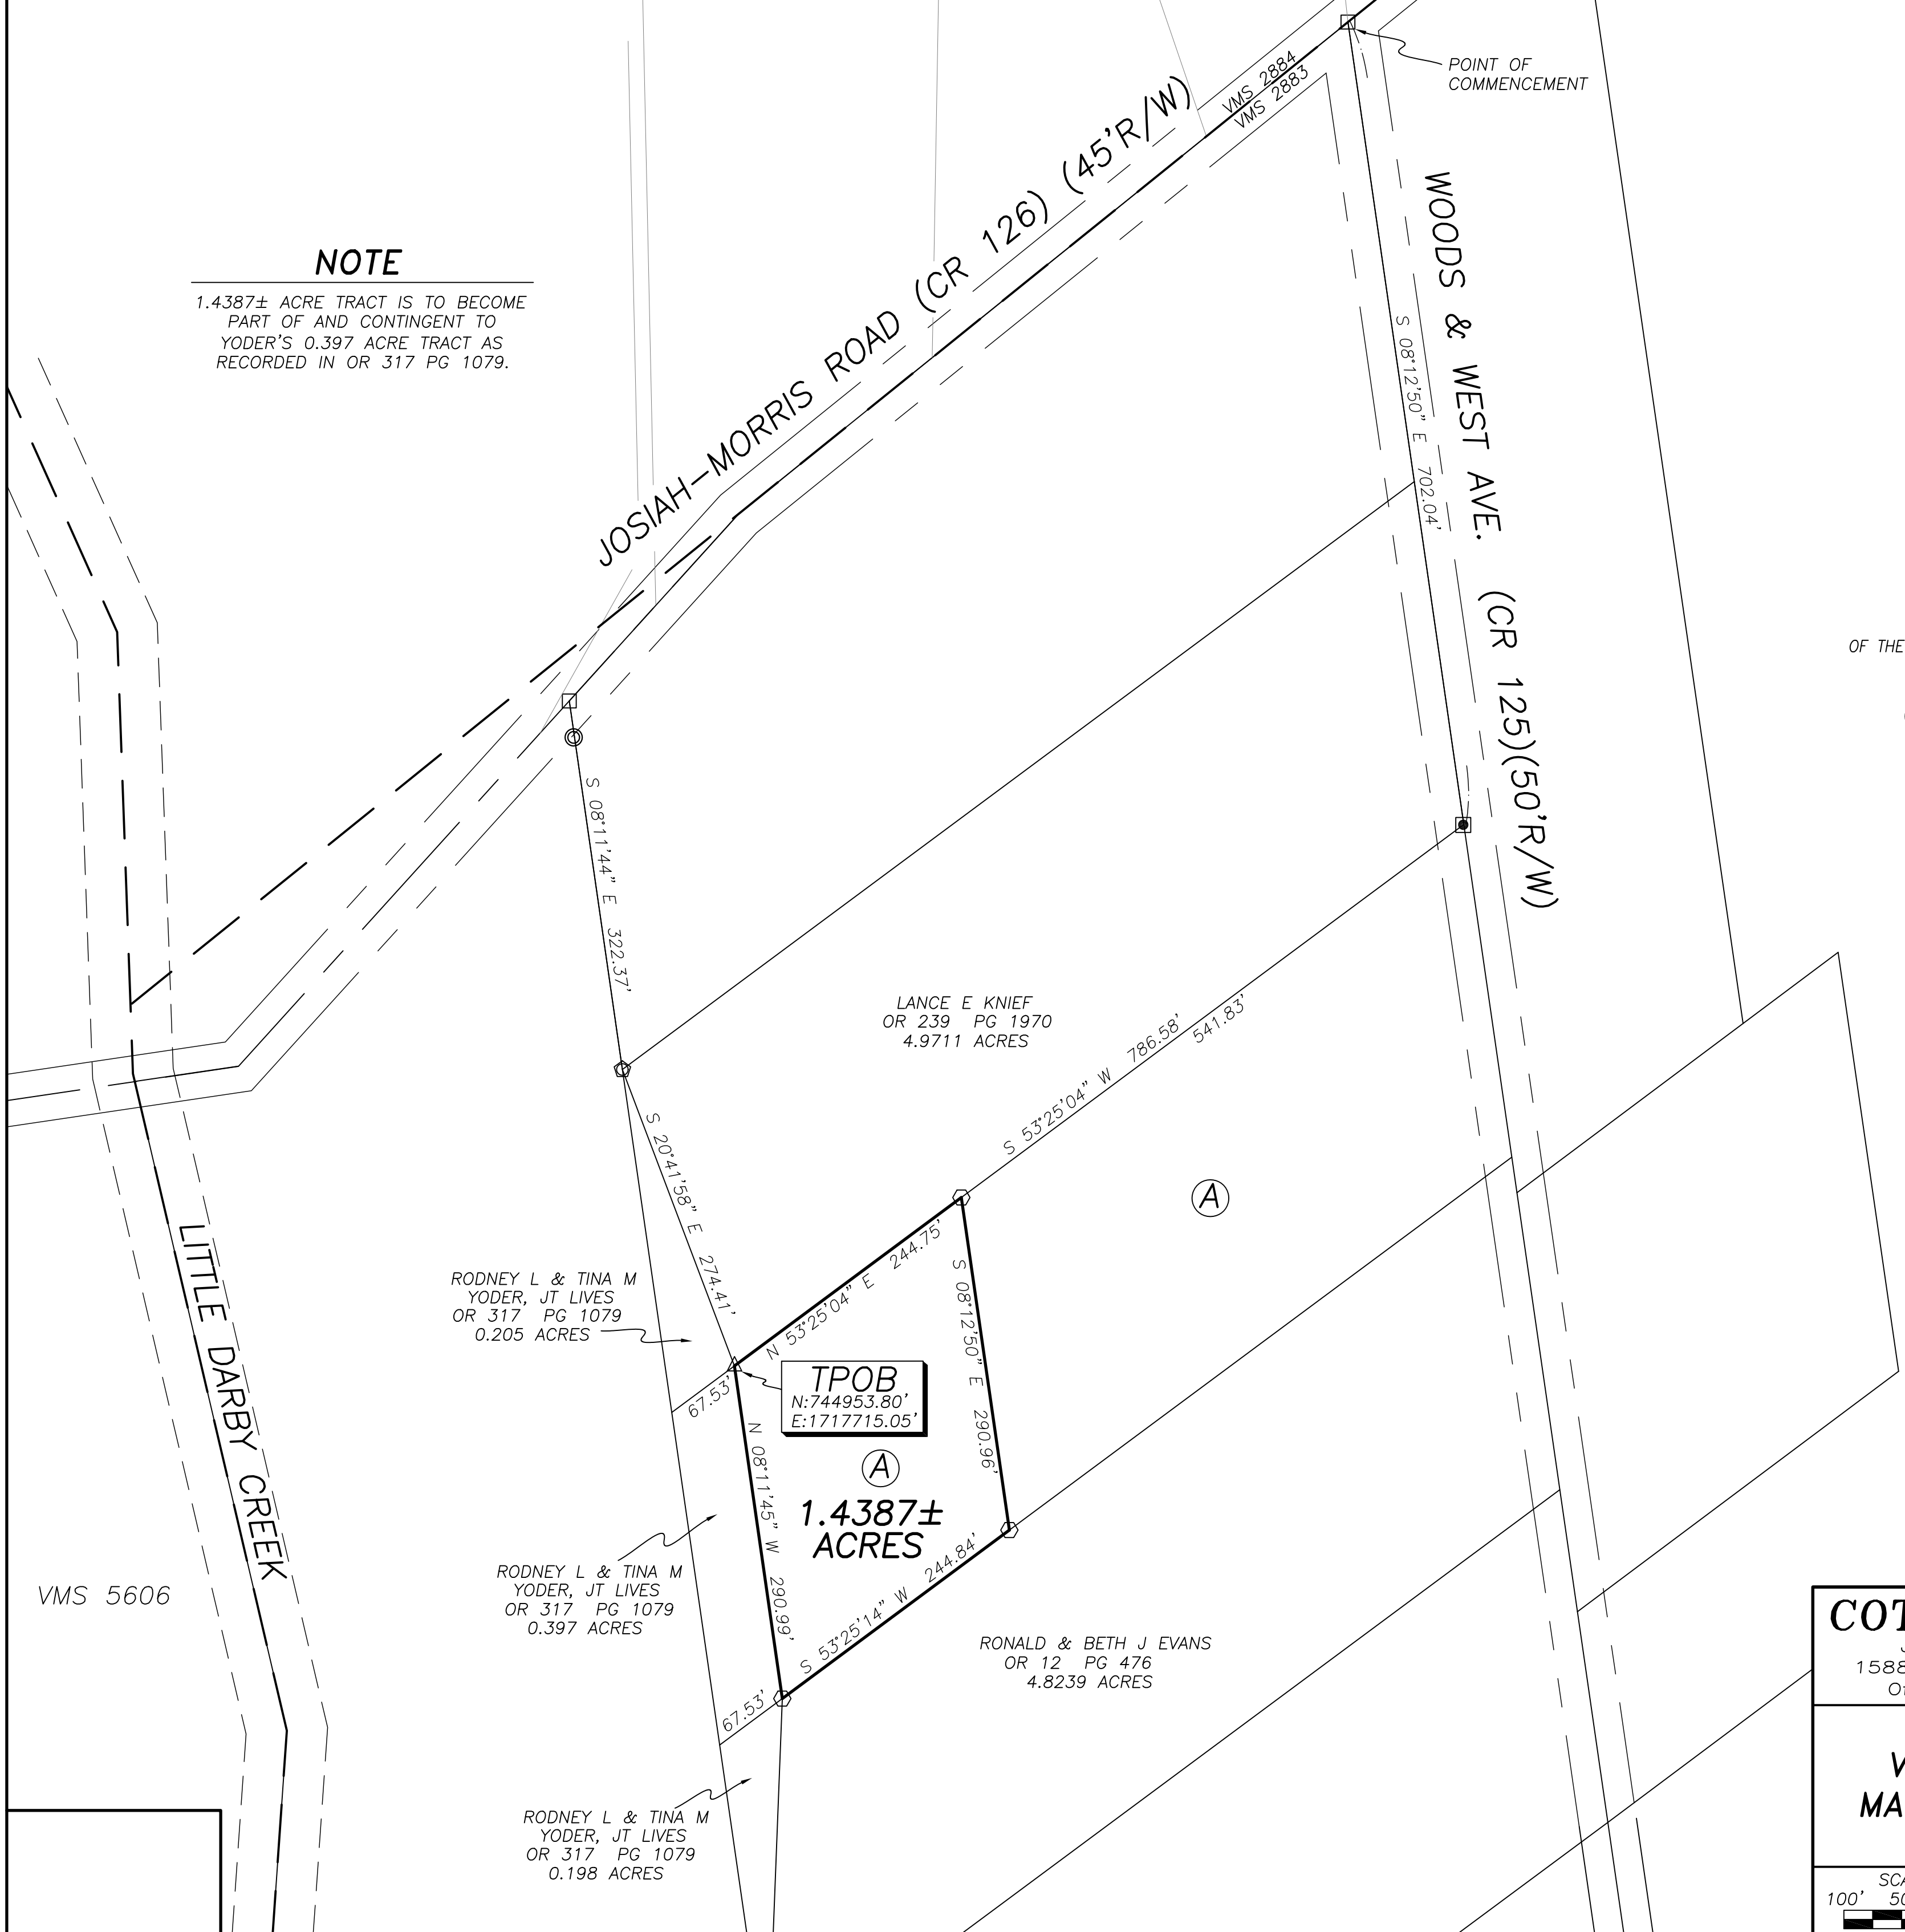 POINT OF
COMMENCEMENT
VMS 2884
VMS 2883
JOSIAH-MORRIS ROAD (CR 126) (45'R/W)
WOODS & WEST AVE. (CR 125)(50'R/W)
S 08°12'50" E 702.04'
NOTE
1.4387± ACRE TRACT IS TO BECOME
PART OF AND CONTINGENT TO
YODER'S 0.397 ACRE TRACT AS
RECORDED IN OR 317 PG 1079.
OF THE
S 08°11'44" E 322.37'
LANCE E KNIEF
OR 239 PG 1970
4.9711 ACRES
S 53°25'04" W 786.58'
541.83'
S 20°41'58" E 274.41'
A
LITTLE DARBY CREEK
RODNEY L & TINA M
YODER, JT LIVES
OR 317 PG 1079
0.205 ACRES
N 53°25'04" E 244.75'
S 08°12'50" E 290.96'
67.53'
TPOB
N:744953.80'
E:1717715.05'
N 08°11'45" W 290.99'
A
1.4387±
ACRES
S 53°25'14" W 244.84'
RODNEY L & TINA M
YODER, JT LIVES
OR 317 PG 1079
0.397 ACRES
VMS 5606
RONALD & BETH J EVANS
OR 12 PG 476
4.8239 ACRES
67.53'
RODNEY L & TINA M
YODER, JT LIVES
OR 317 PG 1079
0.198 ACRES
COT
1588
MA
SCA
100' 50